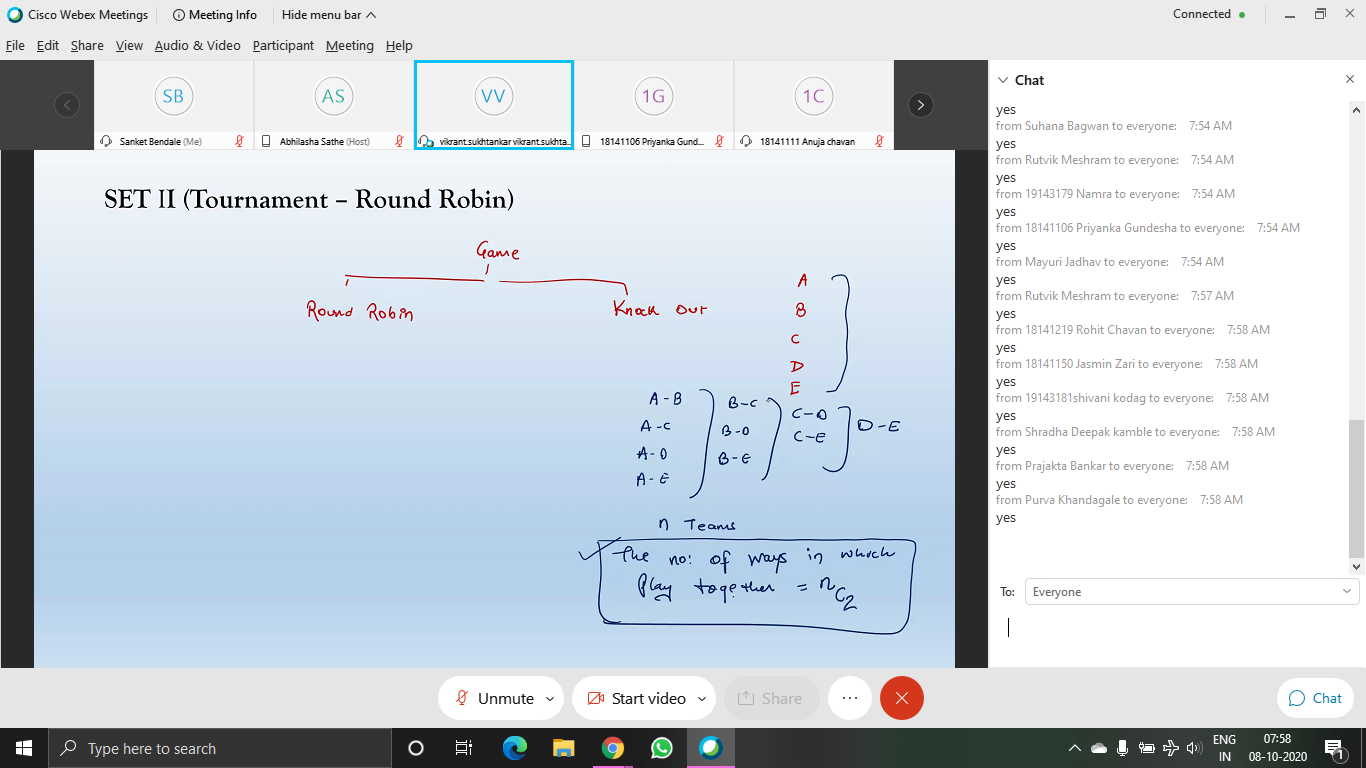 Cisco Webex Meetings
Meeting Info
Hide menu bar
Connected
File Edit Share View Audio & Video Participant Meeting Help
SB
AS
VV
1G
1C
Sanket Bendale (Me)
Abhilasha Sathe (Host)
vikrant.sukhtankar vikrant.sukhta...
18141106 Priyanka Gund...
18141111 Anuja chavan
SET II (Tournament – Round Robin)
Game
Round Robin
Knock Out
A
B
C
D
E
A-B
A-C
A-D
A-E
B-C
B-D
B-E
C-D
C-E
D-E
n Teams
The no: of ways in which
Play together = nC2
Chat
yes
from Suhana Bagwan to everyone: 7:54 AM
yes
from Rutvik Meshram to everyone: 7:54 AM
yes
from 19143179 Namra to everyone: 7:54 AM
yes
from 18141106 Priyanka Gundesha to everyone: 7:54 AM
yes
from Mayuri Jadhav to everyone: 7:54 AM
yes
from Rutvik Meshram to everyone: 7:57 AM
yes
from 18141219 Rohit Chavan to everyone: 7:58 AM
yes
from 18141150 Jasmin Zari to everyone: 7:58 AM
yes
from 19143181shivani kodag to everyone: 7:58 AM
yes
from Shradha Deepak kamble to everyone: 7:58 AM
yes
from Prajakta Bankar to everyone: 7:58 AM
yes
from Purva Khandagale to everyone: 7:58 AM
yes
To: Everyone
Unmute
Start video
Share
Chat
Type here to search
ENG
IN
07:58
08-10-2020
1